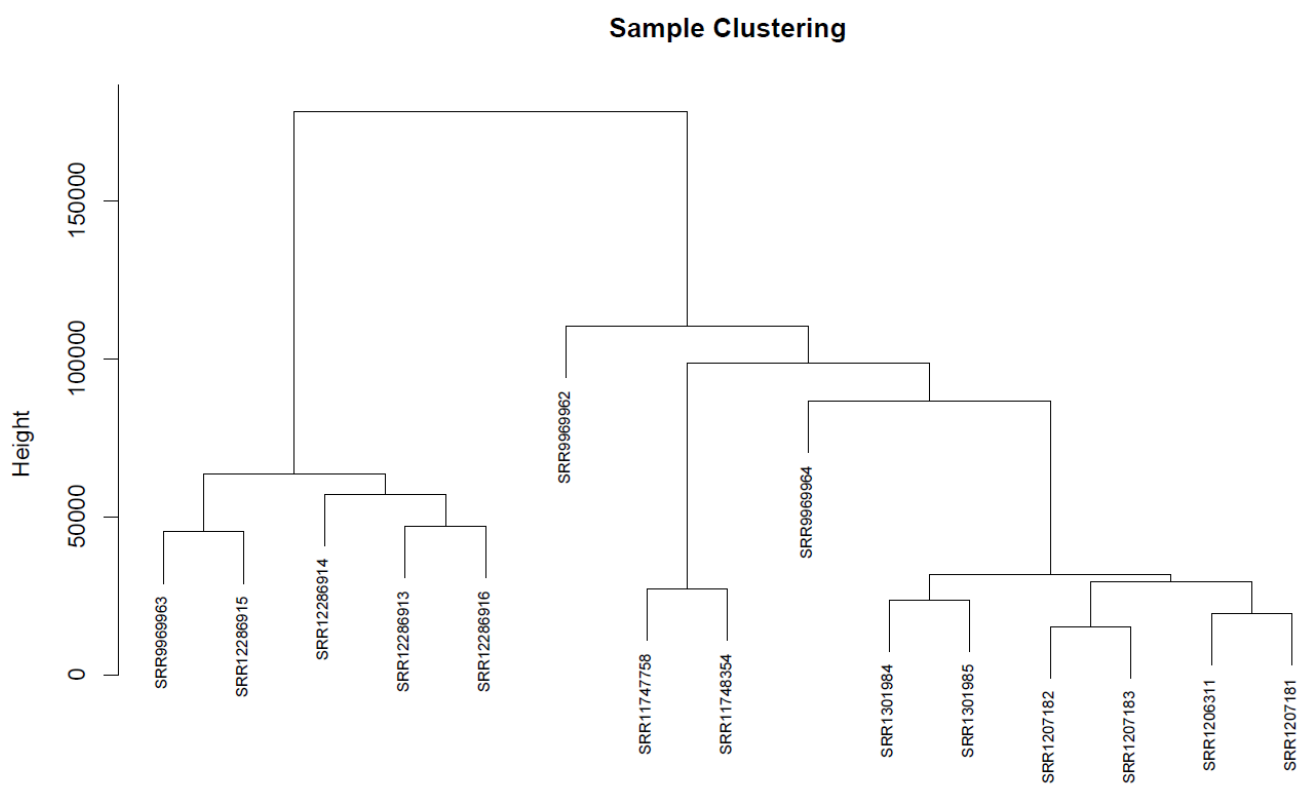 Sample Clustering
Height
150000
100000
50000
0
SRR9969963
SRR12286915
SRR12286914
SRR12286913
SRR12286916
SRR9969962
SRR11747758
SRR11748354
SRR9969964
SRR1301984
SRR1301985
SRR1207182
SRR1207183
SRR1206311
SRR1207181